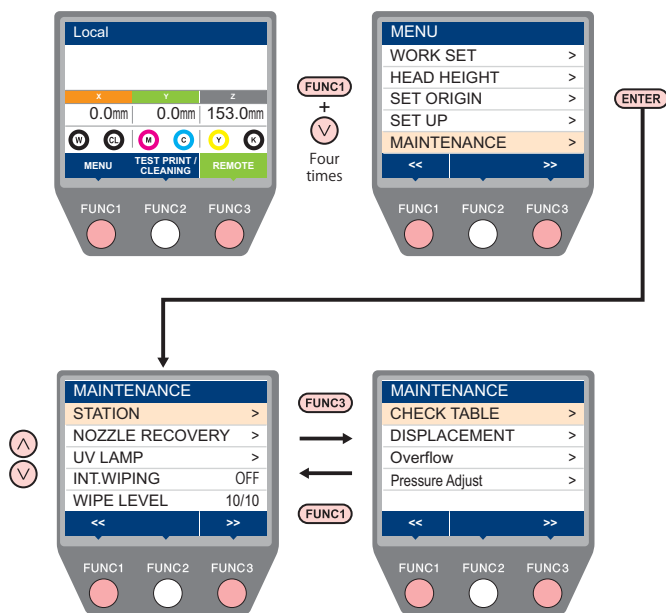 Local
X Y Z
0.0mm 0.0mm 153.0mm
W CL M C Y K
MENU TEST PRINT / CLEANING REMOTE
FUNC1 FUNC2 FUNC3
FUNC1
+
Four
times
MENU
WORK SET >
HEAD HEIGHT >
SET ORIGIN >
SET UP >
MAINTENANCE >
<< >>
FUNC1 FUNC2 FUNC3
ENTER
MAINTENANCE
STATION >
NOZZLE RECOVERY >
UV LAMP >
INT.WIPING OFF
WIPE LEVEL 10/10
<< >>
FUNC1 FUNC2 FUNC3
FUNC3
FUNC1
MAINTENANCE
CHECK TABLE >
DISPLACEMENT >
Overflow >
Pressure Adjust >
<< >>
FUNC1 FUNC2 FUNC3